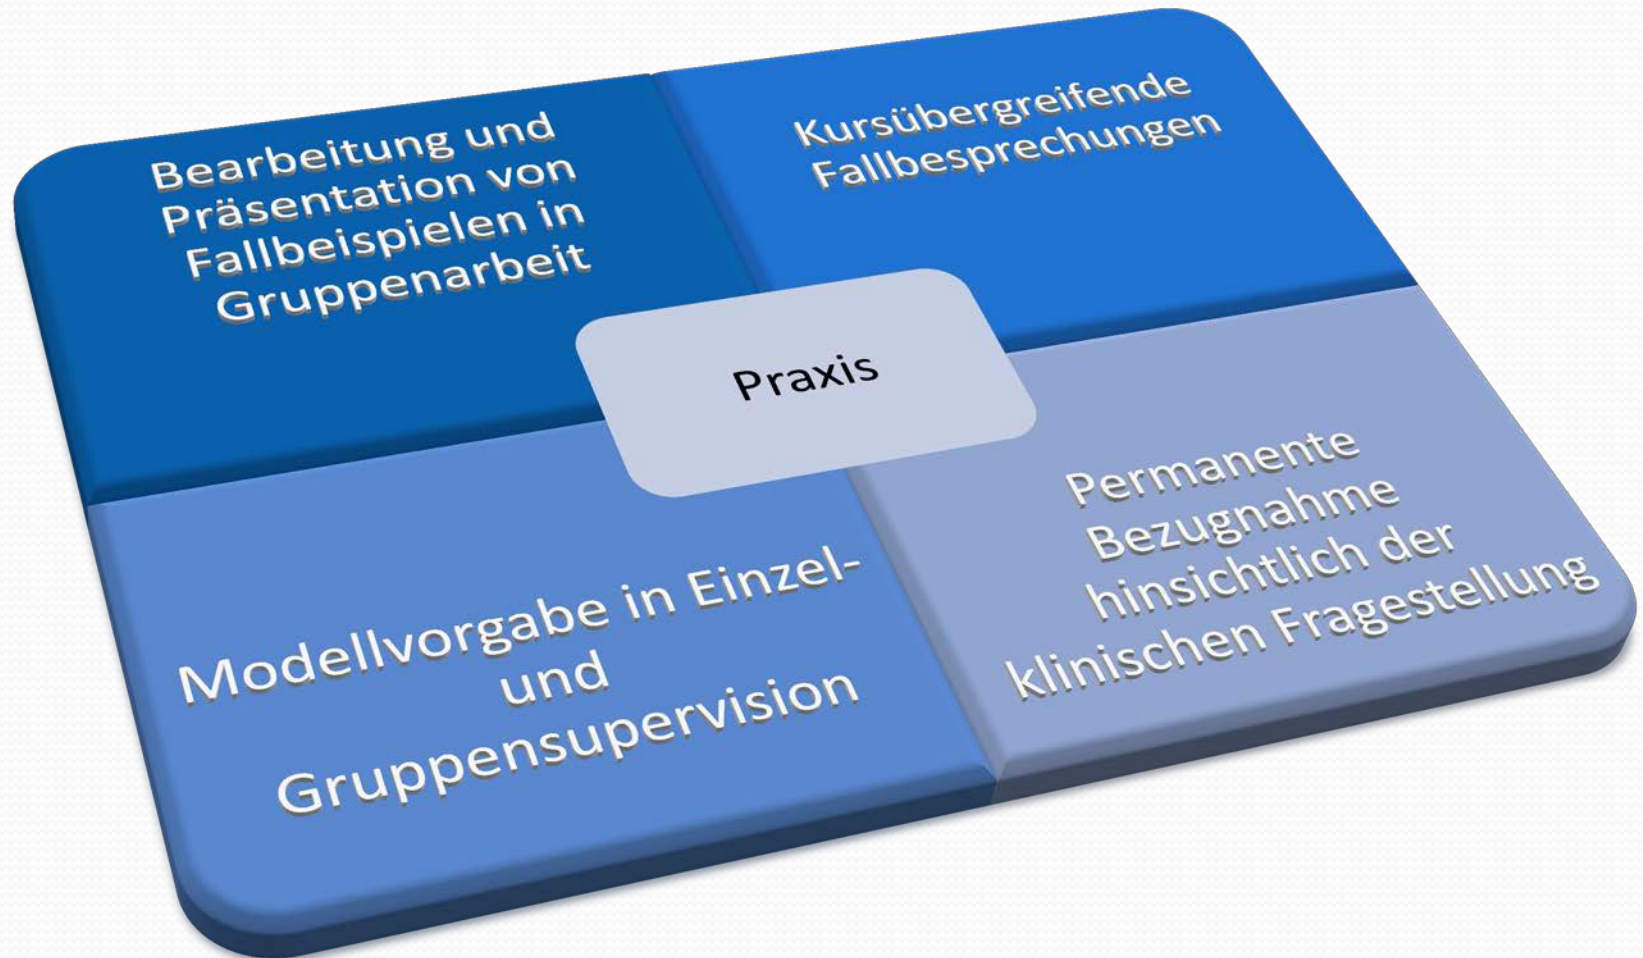 Bearbeitung und
Präsentation von
Fallbeispielen in
Gruppenarbeit
Kursübergreifende
Fallbesprechungen
Praxis
Modellvorgabe in Einzel-
und
Gruppensupervision
Permanente
Bezugnahme
hinsichtlich der
klinischen Fragestellung